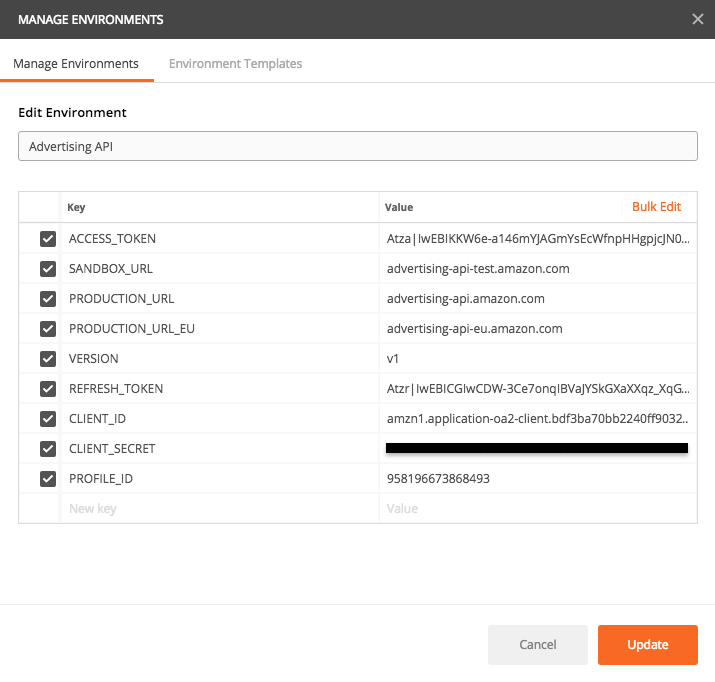 MANAGE ENVIRONMENTS
Manage Environments Environment Templates
Edit Environment
Advertising API
Key Value Bulk Edit
ACCESS_TOKEN Atza|IwEBIKKW6e-a146mYJAGmYsEcWfnpHHgpjcJN0...
SANDBOX_URL advertising-api-test.amazon.com
PRODUCTION_URL advertising-api.amazon.com
PRODUCTION_URL_EU advertising-api-eu.amazon.com
VERSION v1
REFRESH_TOKEN Atzr|IwEBICGlwCDW-3Ce7onqIBVaJYSkGXaXXqz_XqG...
CLIENT_ID amzn1.application-oa2-client.bdf3ba70bb2240ff9032...
CLIENT_SECRET
PROFILE_ID 958196673868493
New key Value
Cancel Update